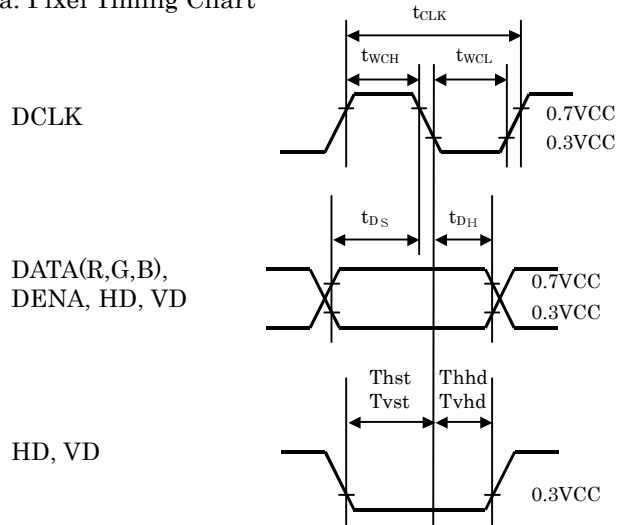 a. Pixel Timing Chart
tCLK
tWCH
tWCL
DCLK
0.7VCC
0.3VCC
tDS
tDH
DATA(R,G,B),
DENA, HD, VD
0.7VCC
0.3VCC
Thst Thhd
Tvst Tvhd
HD, VD
0.3VCC